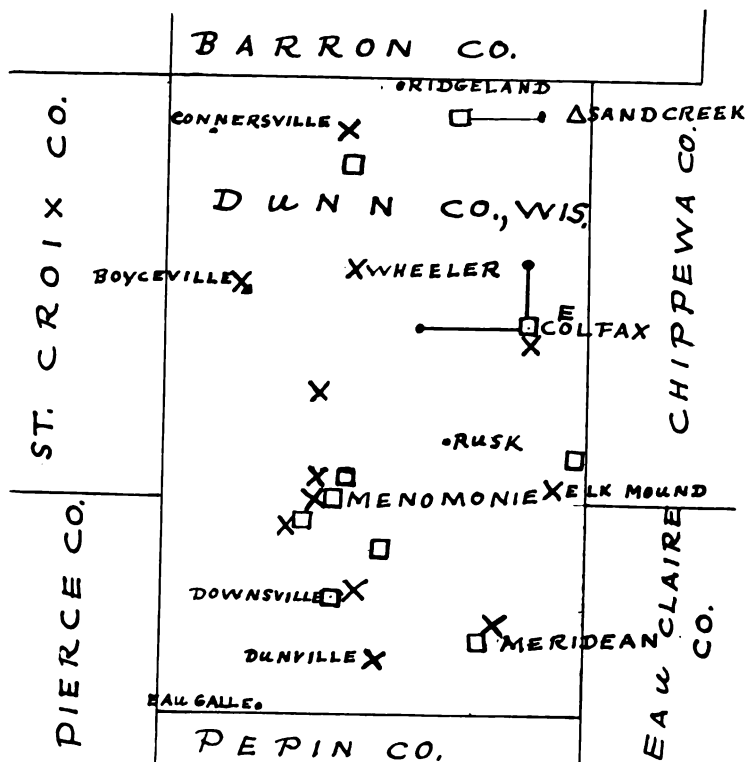 BARRON CO.
RIDGELAND
SANDCREEK
CONNERSVILLE
DUNN CO., WIS.
ST. CROIX CO.
CHIPPEWA CO.
BOYCEVILLE
WHEELER
E
COLFAX
RUSK
MENOMONIE
ELK MOUND
PIERCE CO.
EAU CLAIRE CO.
DOWNSVILLE
MERIDEAN
DUNVILLE
EAU GALLE
PEPIN CO.